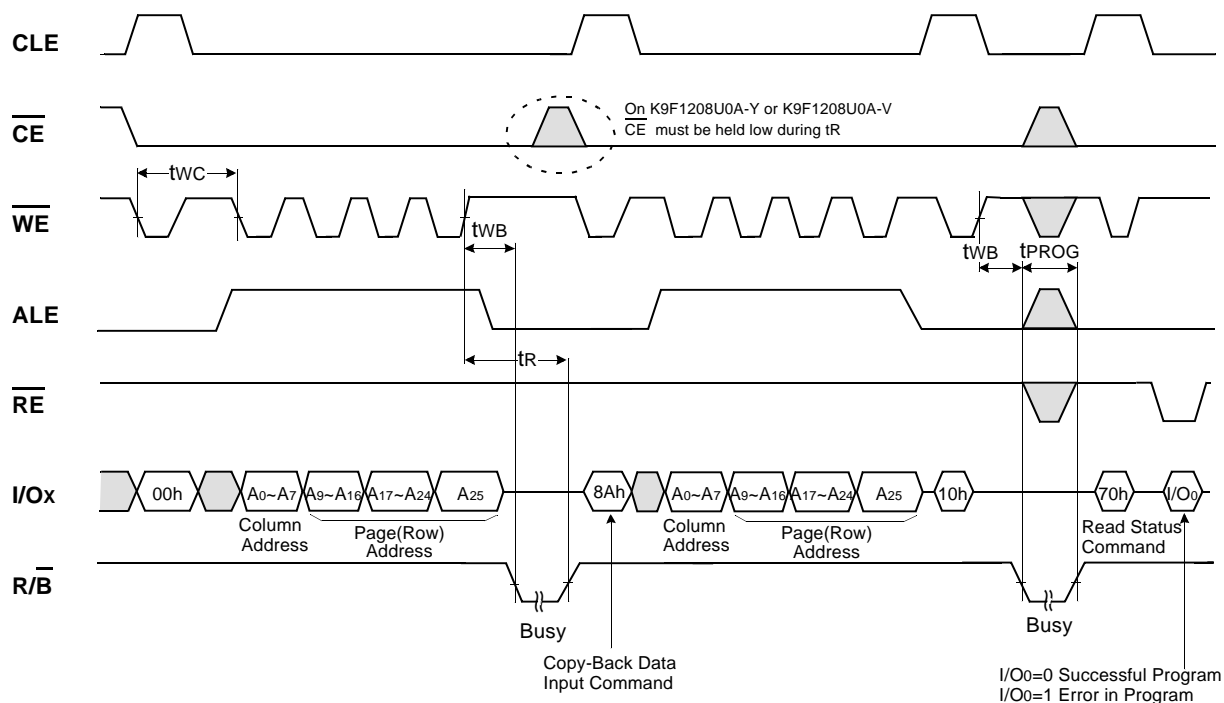 CLE
CE
On K9F1208U0A-Y or K9F1208U0A-V
CE must be held low during tR
tWC
WE
tWB
tWB
tPROG
ALE
tR
RE
I/Ox
00h
A0~A7
A9~A16
A17~A24
A25
8Ah
A0~A7
A9~A16
A17~A24
A25
10h
70h
I/O0
Column
Address
Page(Row)
Address
Column
Address
Page(Row)
Address
Read Status
Command
R/B
Busy
Busy
Copy-Back Data
Input Command
I/O0=0 Successful Program
I/O0=1 Error in Program